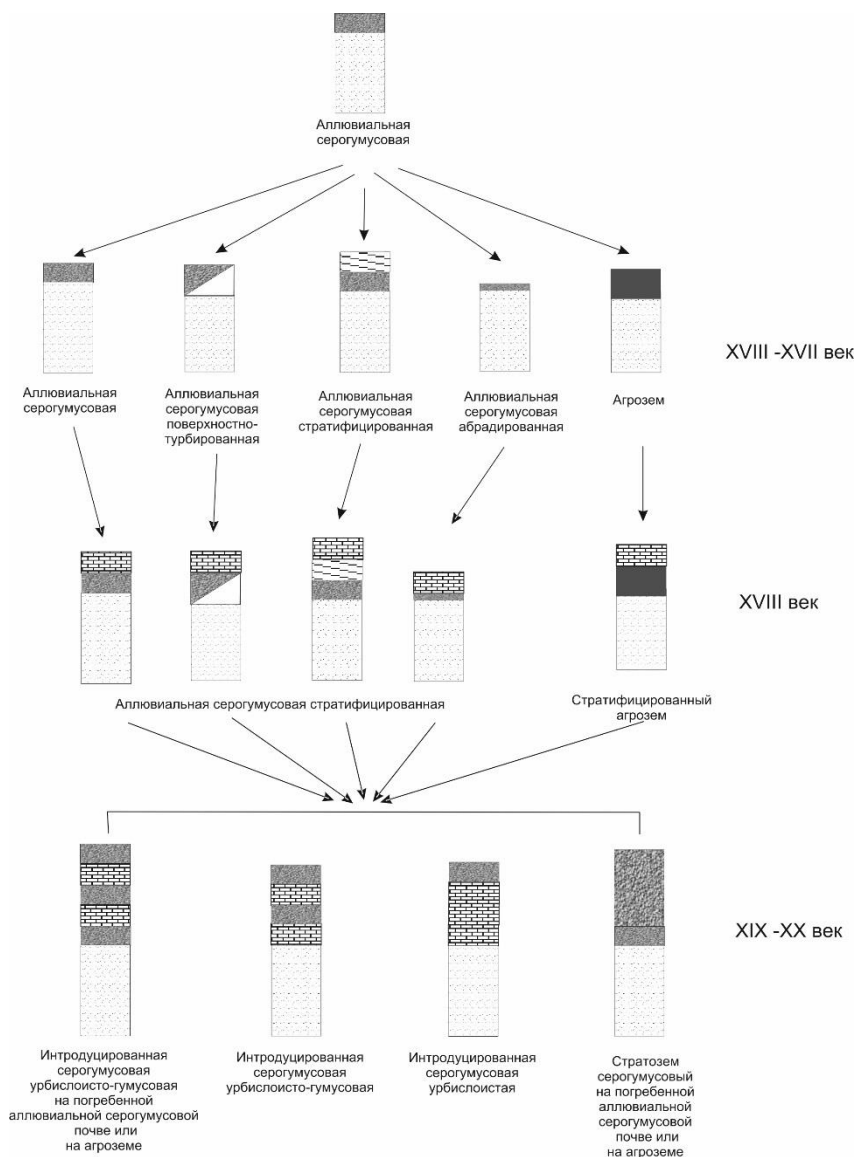 Аллювиальная
серогумусовая
XVIII -XVII век
Аллювиальная
серогумусовая
Аллювиальная
серогумусовая
поверхностно-
турбированная
Аллювиальная
серогумусовая
стратифицированная
Аллювиальная
серогумусовая
абрадированная
Агрозем
XVIII век
Аллювиальная серогумусовая стратифицированная
Стратифицированный
агрозем
XIX -XX век
Интродуцированная
серогумусовая
урбислоисто-гумусовая
на погребенной
аллювиальной серогумусовой
почве или
на агроземе
Интродуцированная
серогумусовая
урбислоисто-гумусовая
Интродуцированная
серогумусовая
урбислоистая
Стратозем
серогумусовый
на погребенной
аллювиальной
серогумусовой
почве или
на агроземе